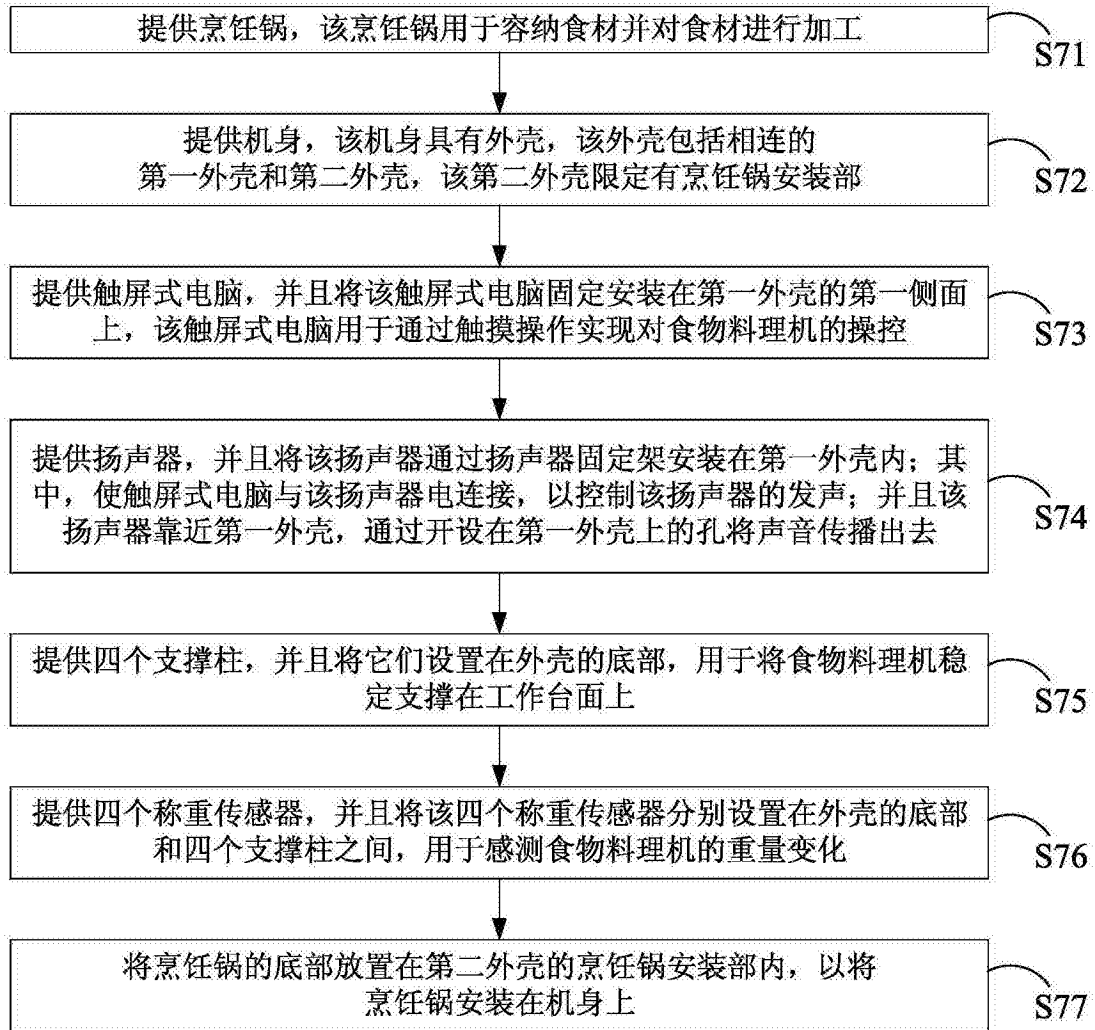 提供烹饪锅，该烹饪锅用于容纳食材并对食材进行加工
S71
提供机身，该机身具有外壳，该外壳包括相连的
第一外壳和第二外壳，该第二外壳限定有烹饪锅安装部
S72
提供触屏式电脑，并且将该触屏式电脑固定安装在第一外壳的第一侧面
上，该触屏式电脑用于通过触摸操作实现对食物料理机的操控
S73
提供扬声器，并且将该扬声器通过扬声器固定架安装在第一外壳内；其
中，使触屏式电脑与该扬声器电连接，以控制该扬声器的发声；并且该
扬声器靠近第一外壳，通过开设在第一外壳上的孔将声音传播出去
S74
提供四个支撑柱，并且将它们设置在外壳的底部，用于将食物料理机稳
定支撑在工作台面上
S75
提供四个称重传感器，并且将该四个称重传感器分别设置在外壳的底部
和四个支撑柱之间，用于感测食物料理机的重量变化
S76
将烹饪锅的底部放置在第二外壳的烹饪锅安装部内，以将
烹饪锅安装在机身上
S77